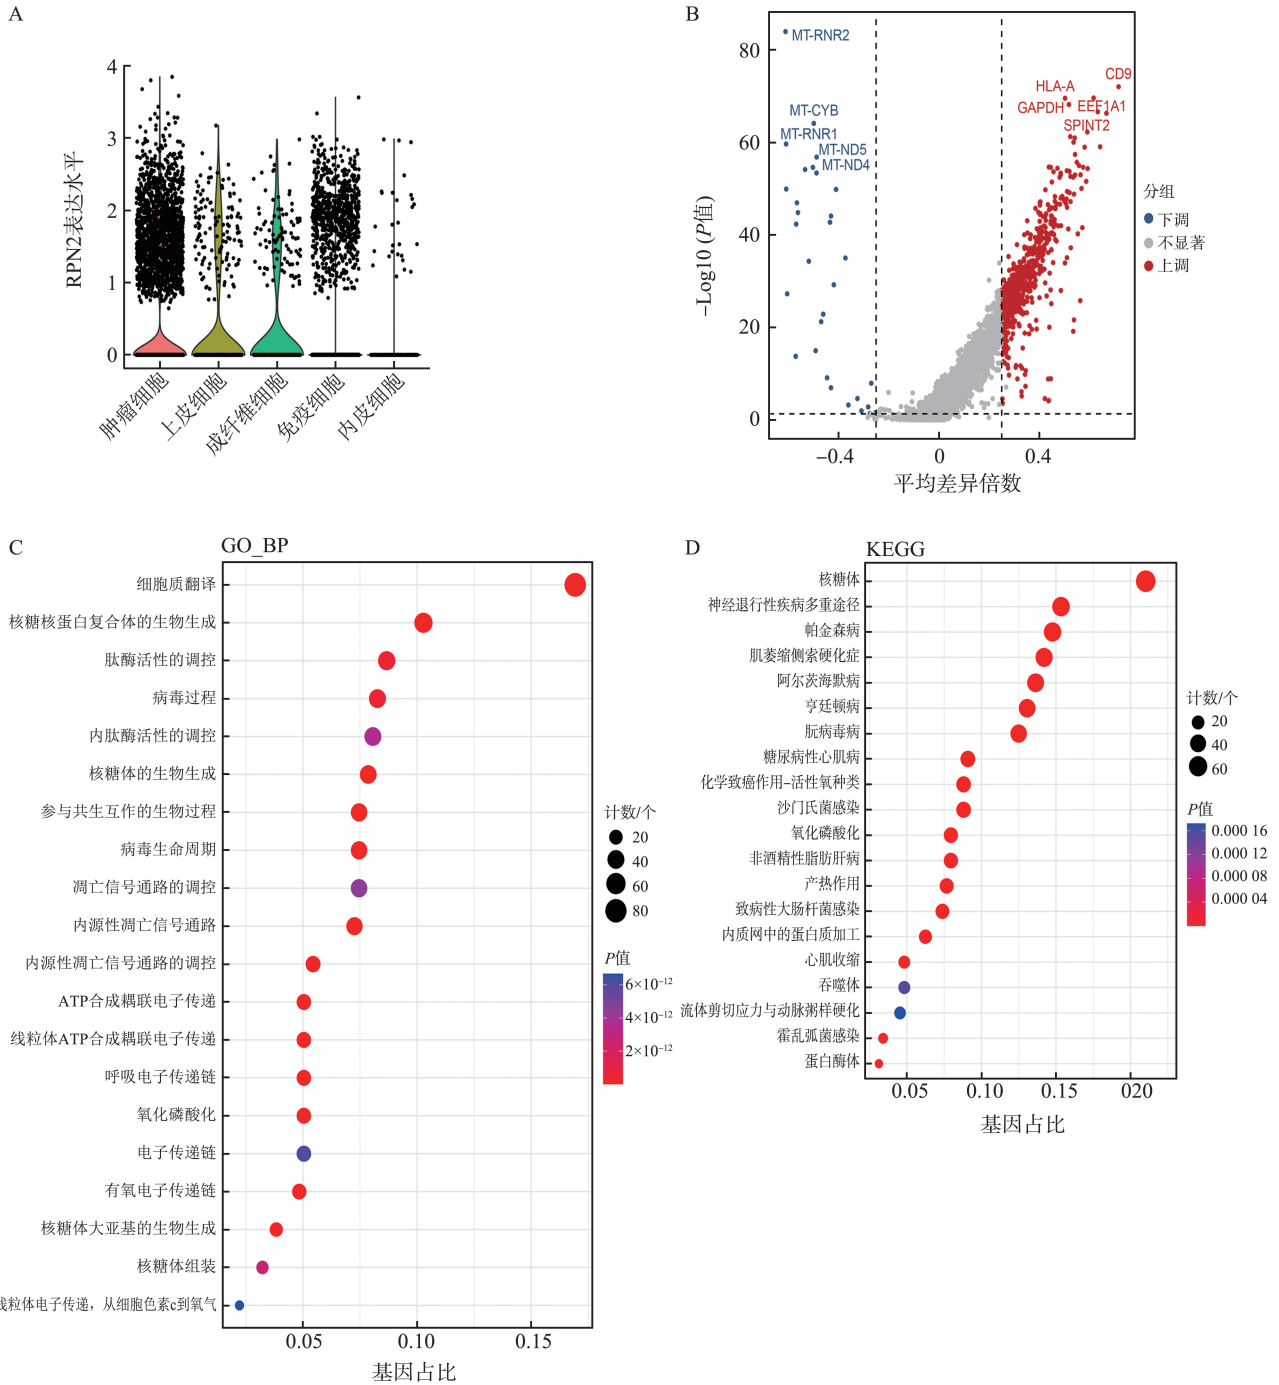 A
4
3
2
1
0
RPN2表达水平
肿瘤细胞
上皮细胞
成纤维细胞
免疫细胞
内皮细胞
B
80
60
40
20
0
−Log10 (P值)
MT-RNR2
MT-CYB
MT-RNR1
MT-ND5
MT-ND4
CD9
HLA-A
GAPDH
EEF1A1
SPINT2
−0.4
0
0.4
平均差异倍数
分组
下调
不显著
上调
C
GO_BP
细胞质翻译
核糖核蛋白复合体的生物生成
肽酶活性的调控
病毒过程
内肽酶活性的调控
核糖体的生物生成
参与共生互作的生物过程
病毒生命周期
凋亡信号通路的调控
内源性凋亡信号通路
内源性凋亡信号通路的调控
ATP合成耦联电子传递
线粒体ATP合成耦联电子传递
呼吸电子传递链
氧化磷酸化
电子传递链
有氧电子传递链
核糖体大亚基的生物生成
核糖体组装
线粒体电子传递，从细胞色素c到氧气
0.05
0.10
0.15
基因占比
计数/个
20
40
60
80
P值
6×10⁻¹²
4×10⁻¹²
2×10⁻¹²
D
KEGG
核糖体
神经退行性疾病多重途径
帕金森病
肌萎缩侧索硬化症
阿尔茨海默病
亨廷顿病
朊病毒病
糖尿病性心肌病
化学致癌作用-活性氧种类
沙门氏菌感染
氧化磷酸化
非酒精性脂肪肝病
产热作用
致病性大肠杆菌感染
内质网中的蛋白质加工
心肌收缩
吞噬体
流体剪切应力与动脉粥样硬化
霍乱弧菌感染
蛋白酶体
0.05
0.10
0.15
020
基因占比
计数/个
20
40
60
P值
0.000 16
0.000 12
0.000 08
0.000 04